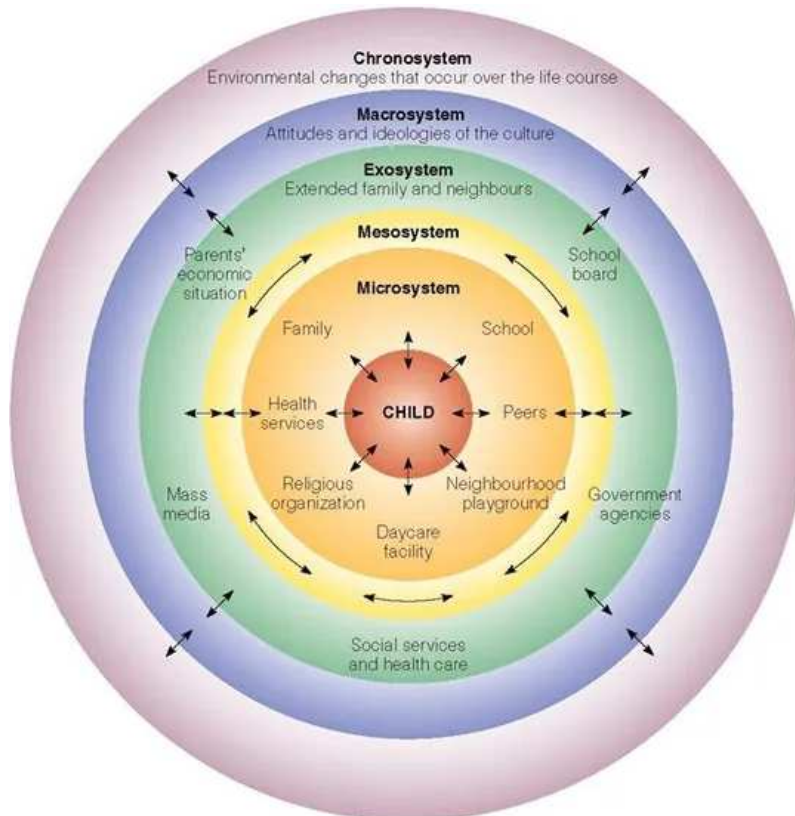 Chronosystem
Environmental changes that occur over the life course
Macrosystem
Attitudes and ideologies of the culture
Exosystem
Extended family and neighbours
Mesosystem
Parents'
economic
situation
School
board
Microsystem
Family
School
Health
services
CHILD
Peers
Religious
organization
Neighbourhood
playground
Mass
media
Government
agencies
Daycare
facility
Social services
and health care